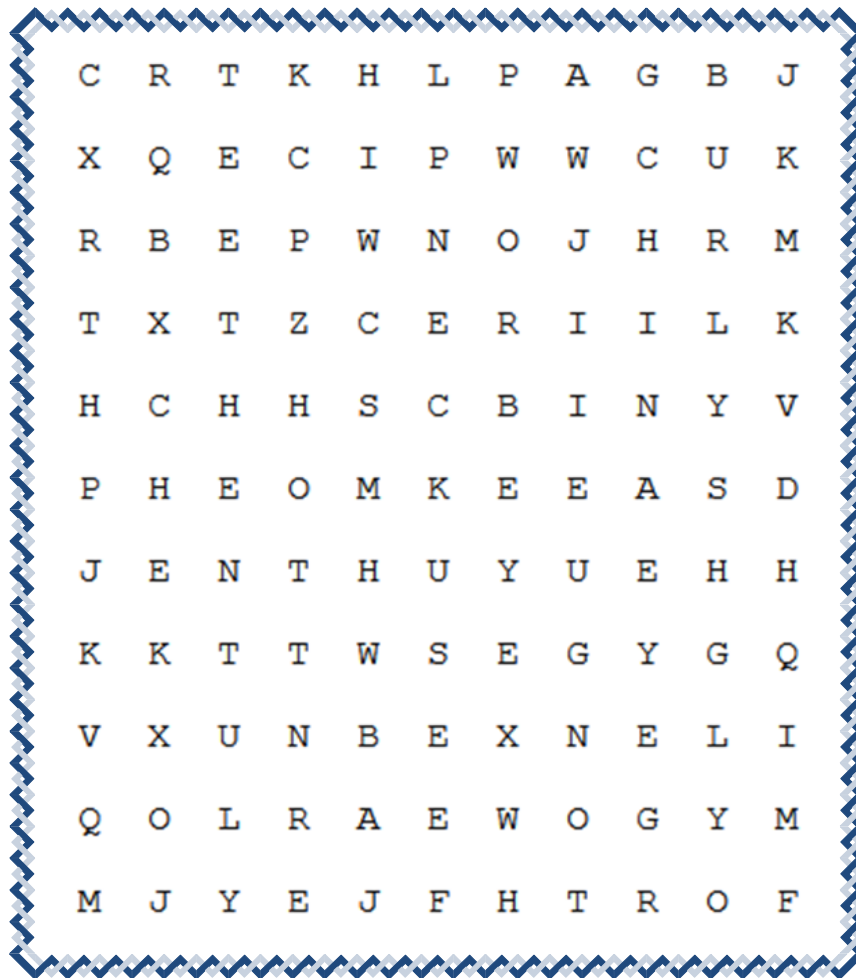 C R T K H L P A G B J
X Q E C I P W W C U K
R B E P W N O J H R M
T X T Z C E R I I L K
H C H H S C B I N Y V
P H E O M K E E A S D
J E N T H U Y U E H H
K K T T W S E G Y G Q
V X U N B E X N E L I
Q O L R A E W O G Y M
M J Y E J F H T R O F